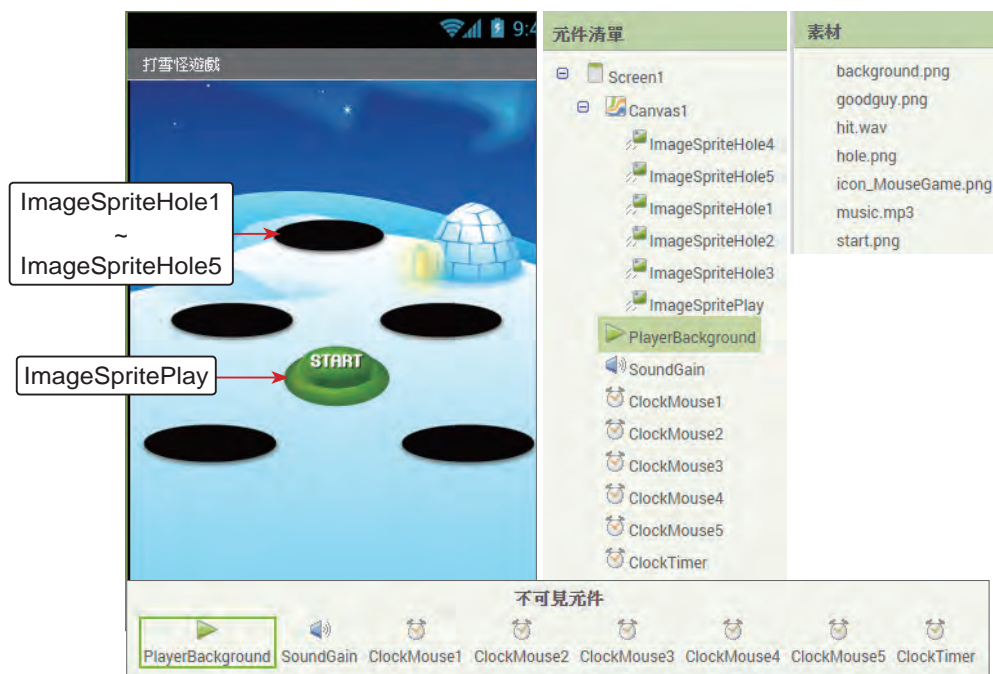 9:4
打雪怪遊戲
START
ImageSpriteHole1
~
ImageSpriteHole5
ImageSpritePlay
元件清單
Screen1
Canvas1
ImageSpriteHole4
ImageSpriteHole5
ImageSpriteHole1
ImageSpriteHole2
ImageSpriteHole3
ImageSpritePlay
PlayerBackground
SoundGain
ClockMouse1
ClockMouse2
ClockMouse3
ClockMouse4
ClockMouse5
ClockTimer
素材
background.png
goodguy.png
hit.wav
hole.png
icon_MouseGame.png
music.mp3
start.png
不可見元件
PlayerBackground SoundGain ClockMouse1 ClockMouse2 ClockMouse3 ClockMouse4 ClockMouse5 ClockTimer